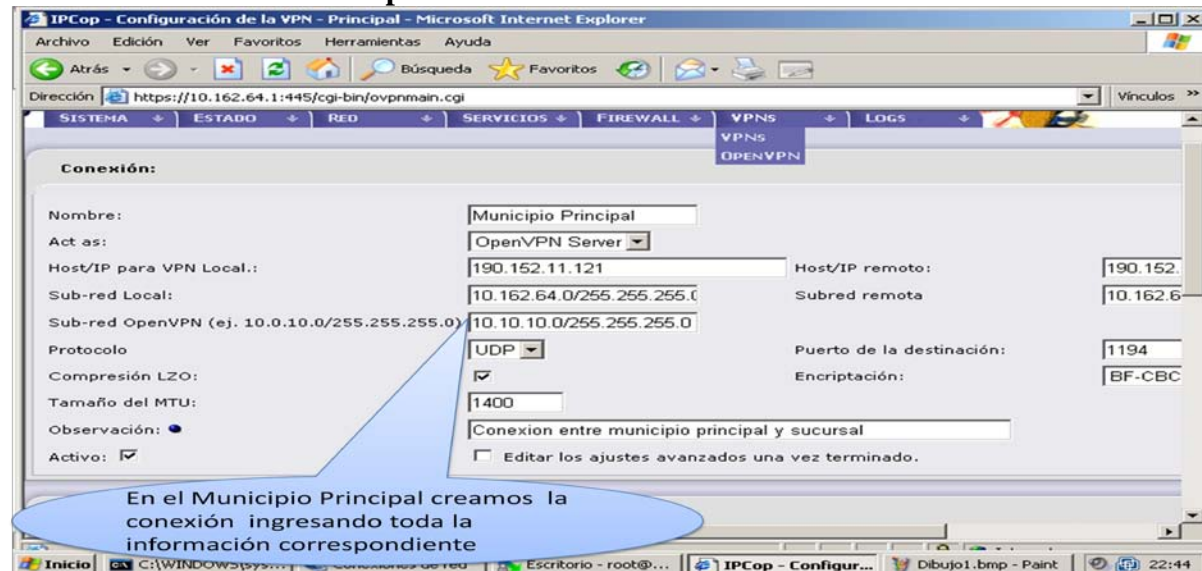 IPCop - Configuración de la VPN - Principal - Microsoft Internet Explorer
Archivo Edición Ver Favoritos Herramientas Ayuda
Atrás Búsqueda Favoritos
Dirección https://10.162.64.1:445/cgi-bin/ovpnmain.cgi Vínculos »
SISTEMA ESTADO RED SERVICIOS FIREWALL VPNS LOGS
VPNS
OPENVPN
Conexión:
Nombre: Municipio Principal
Act as: OpenVPN Server
Host/IP para VPN Local.: 190.152.11.121 Host/IP remoto: 190.152.
Sub-red Local: 10.162.64.0/255.255.255.0 Subred remota 10.162.6
Sub-red OpenVPN (ej. 10.0.10.0/255.255.255.0) 10.10.10.0/255.255.255.0
Protocolo UDP Puerto de la destinación: 1194
Compresión LZO: Encriptación: BF-CBC
Tamaño del MTU: 1400
Observación: Conexion entre municipio principal y sucursal
Activo: Editar los ajustes avanzados una vez terminado.
En el Municipio Principal creamos la
conexión ingresando toda la
información correspondiente
Inicio C:\WINDOWS\sys... Conexiones de red Escritorio - root@... IPCop - Configur... Dibujo1.bmp - Paint 22:44